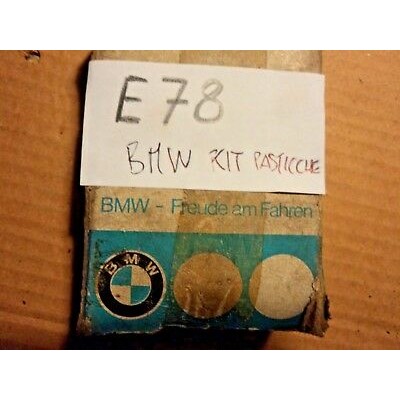 E78
BMW KIT PASTICCHE
BMW - Freude am Fahren
BMW